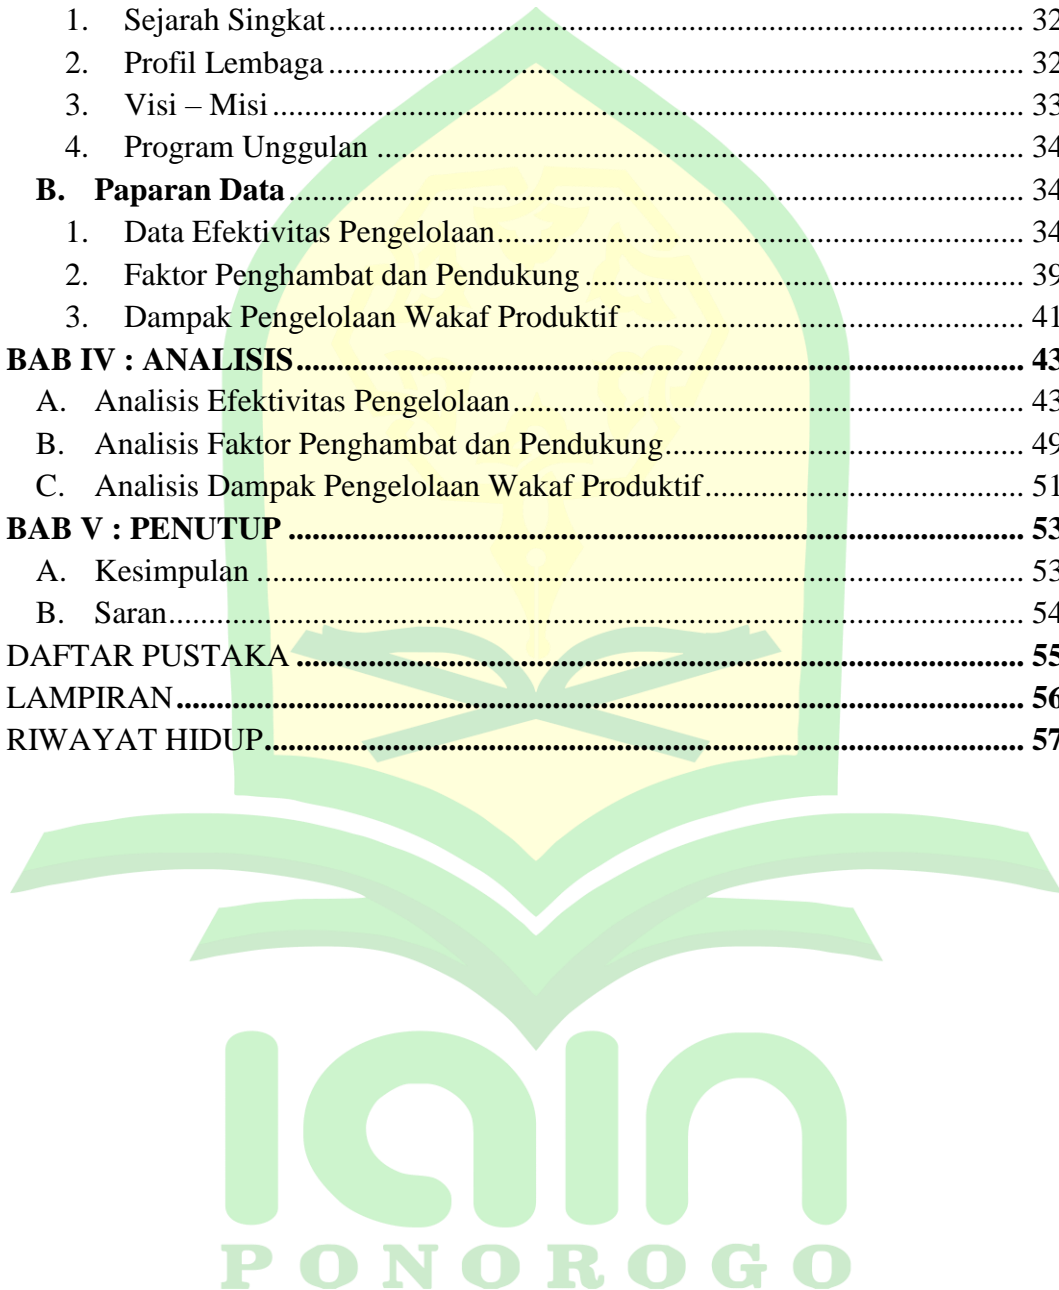 1. Sejarah Singkat ........ 32
2. Profil Lembaga ........ 32
3. Visi – Misi ........ 33
4. Program Unggulan ........ 34
B. Paparan Data ........ 34
1. Data Efektivitas Pengelolaan ........ 34
2. Faktor Penghambat dan Pendukung ........ 39
3. Dampak Pengelolaan Wakaf Produktif ........ 41
BAB IV : ANALISIS ........ 43
A. Analisis Efektivitas Pengelolaan ........ 43
B. Analisis Faktor Penghambat dan Pendukung ........ 49
C. Analisis Dampak Pengelolaan Wakaf Produktif ........ 51
BAB V : PENUTUP ........ 53
A. Kesimpulan ........ 53
B. Saran ........ 54
DAFTAR PUSTAKA ........ 55
LAMPIRAN ........ 56
RIWAYAT HIDUP ........ 57
iain
PONOROGO